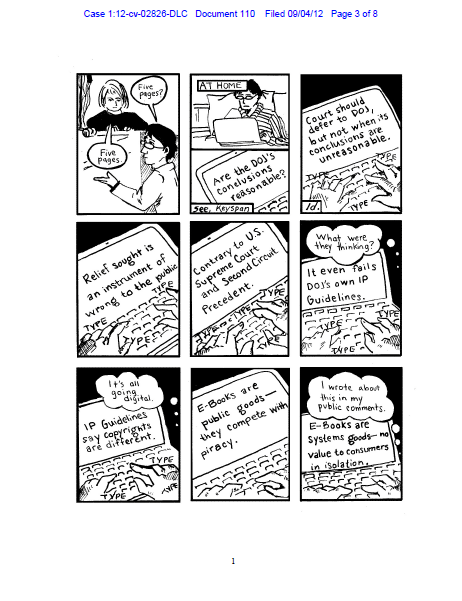 Case 1:12-cv-02826-DLC   Document 110    Filed 09/04/12   Page 3 of 8
Five
pages?
Five
pages.
AT HOME
Are the DOJ's
conclusions
reasonable?
See, Keyspan
Court should
defer to DOJ,
but not when its
conclusions are
unreasonable.
TYPE
TYPE
Id.
Relief sought is
an instrument of
wrong to the public
TYPE
TYPE
TYPE
Contrary to U.S.
Supreme Court
and Second Circuit
Precedent.
TYPE
TYPE
TYPE
What were
they thinking?
It even fails
DOJ's own IP
Guidelines.
TYPE
TYPE
TYPE
It's all
going
digital.
IP Guidelines
say copyrights
are different.
TYPE
TYPE
TYPE
E-Books are
public goods—
they compete with
piracy.
I wrote about
this in my
public comments.
E-Books are
systems goods—no
value to consumers
in isolation.
TYPE
1